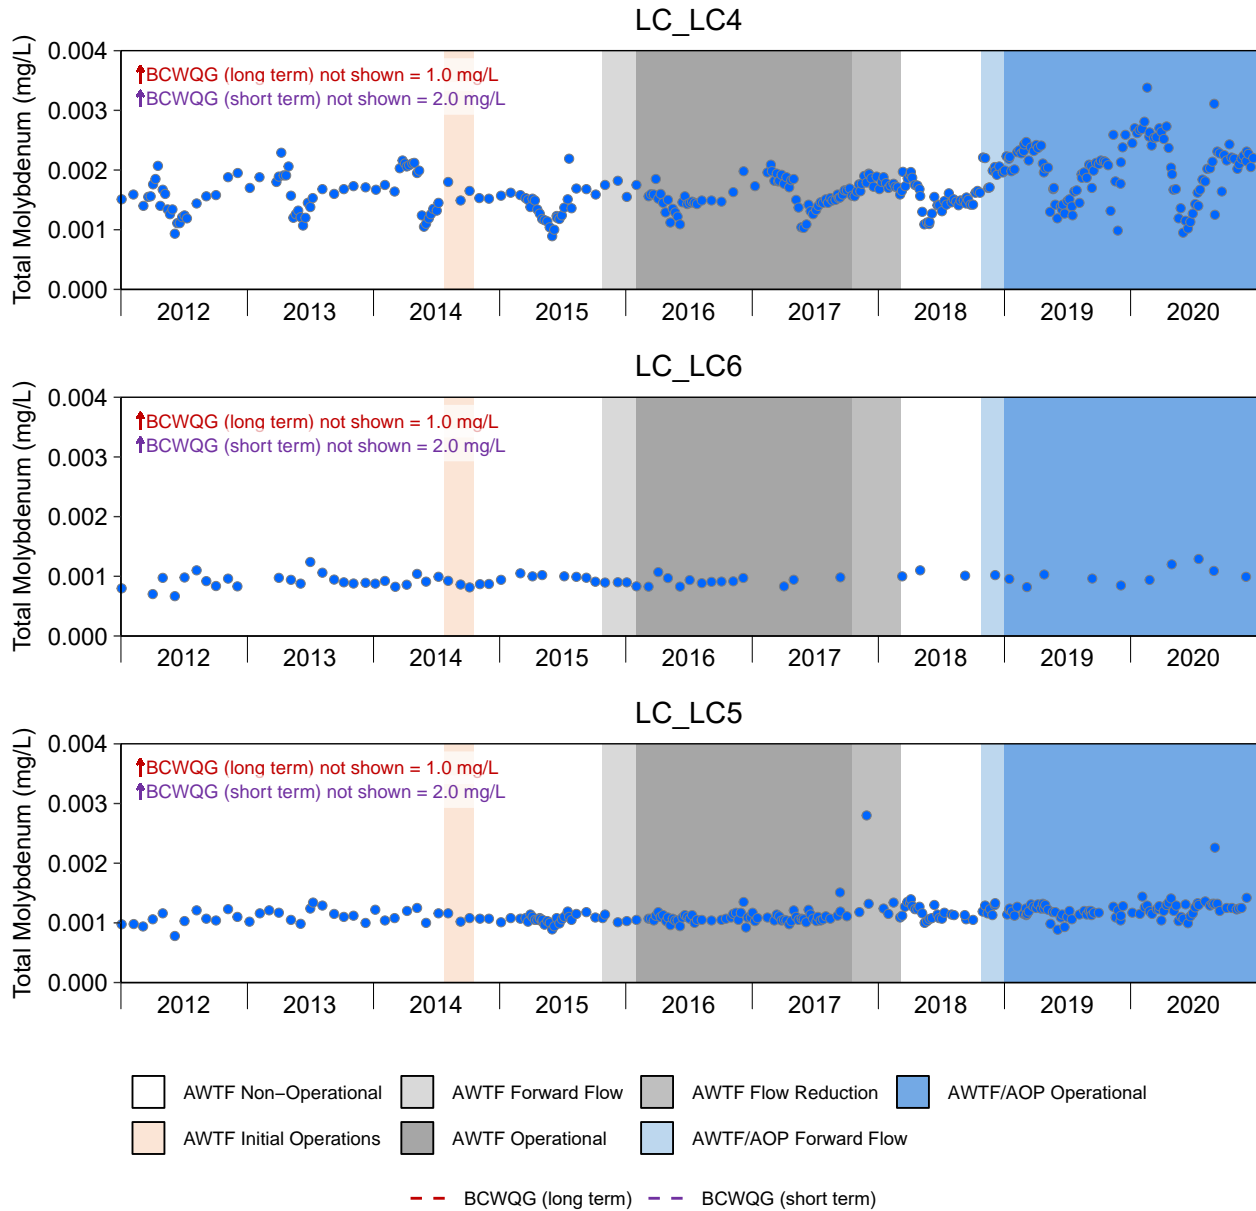 LC_LC4
Total Molybdenum (mg/L)
0.004
0.003
0.002
0.001
0.000
BCWQG (long term) not shown = 1.0 mg/L
BCWQG (short term) not shown = 2.0 mg/L
2012 2013 2014 2015 2016 2017 2018 2019 2020
LC_LC6
Total Molybdenum (mg/L)
0.004
0.003
0.002
0.001
0.000
BCWQG (long term) not shown = 1.0 mg/L
BCWQG (short term) not shown = 2.0 mg/L
2012 2013 2014 2015 2016 2017 2018 2019 2020
LC_LC5
Total Molybdenum (mg/L)
0.004
0.003
0.002
0.001
0.000
BCWQG (long term) not shown = 1.0 mg/L
BCWQG (short term) not shown = 2.0 mg/L
2012 2013 2014 2015 2016 2017 2018 2019 2020
AWTF Non−Operational AWTF Forward Flow AWTF Flow Reduction AWTF/AOP Operational
AWTF Initial Operations AWTF Operational AWTF/AOP Forward Flow
BCWQG (long term) BCWQG (short term)